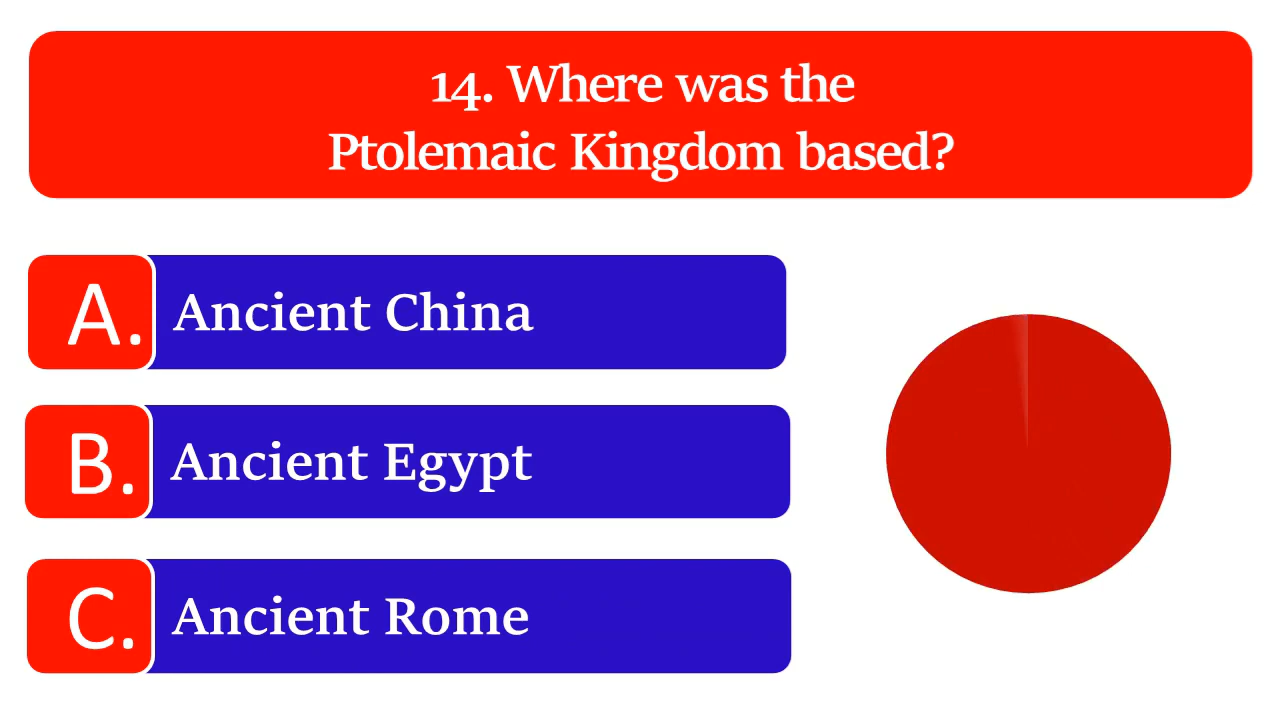 14. Where was the
Ptolemaic Kingdom based?
A. Ancient China
B. Ancient Egypt
C. Ancient Rome